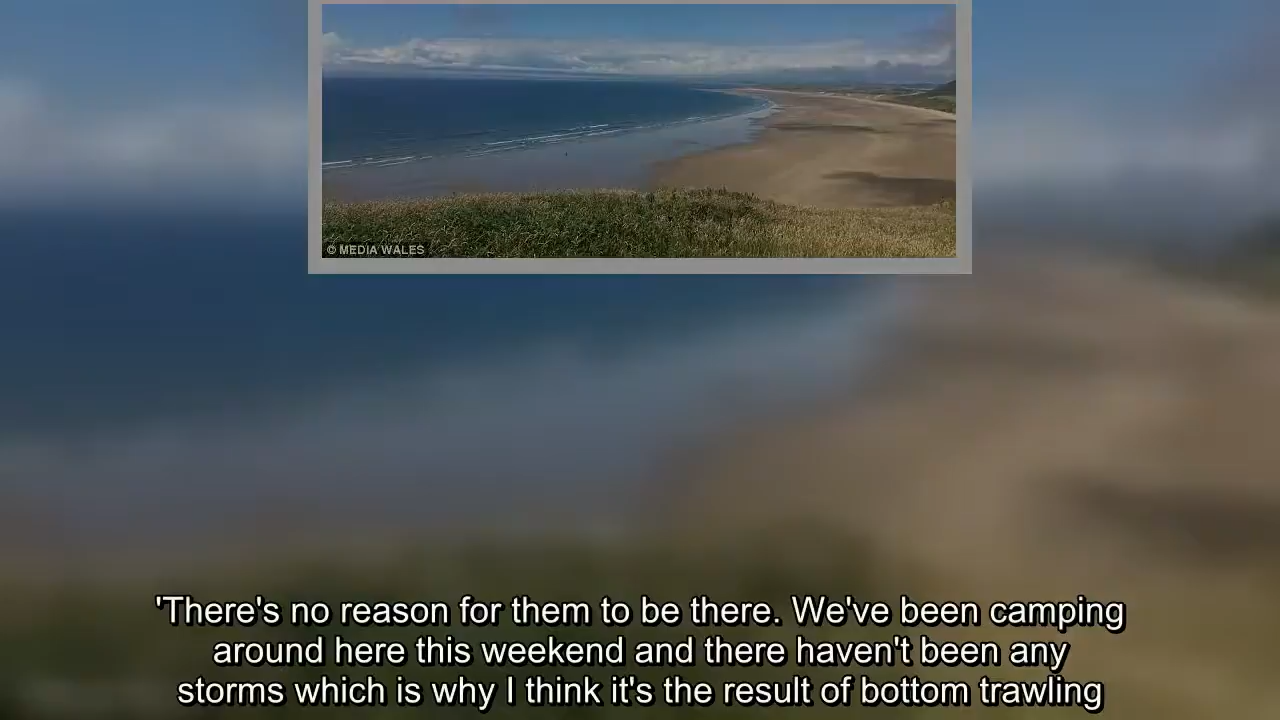 © MEDIA WALES
'There's no reason for them to be there. We've been camping
around here this weekend and there haven't been any
storms which is why I think it's the result of bottom trawling